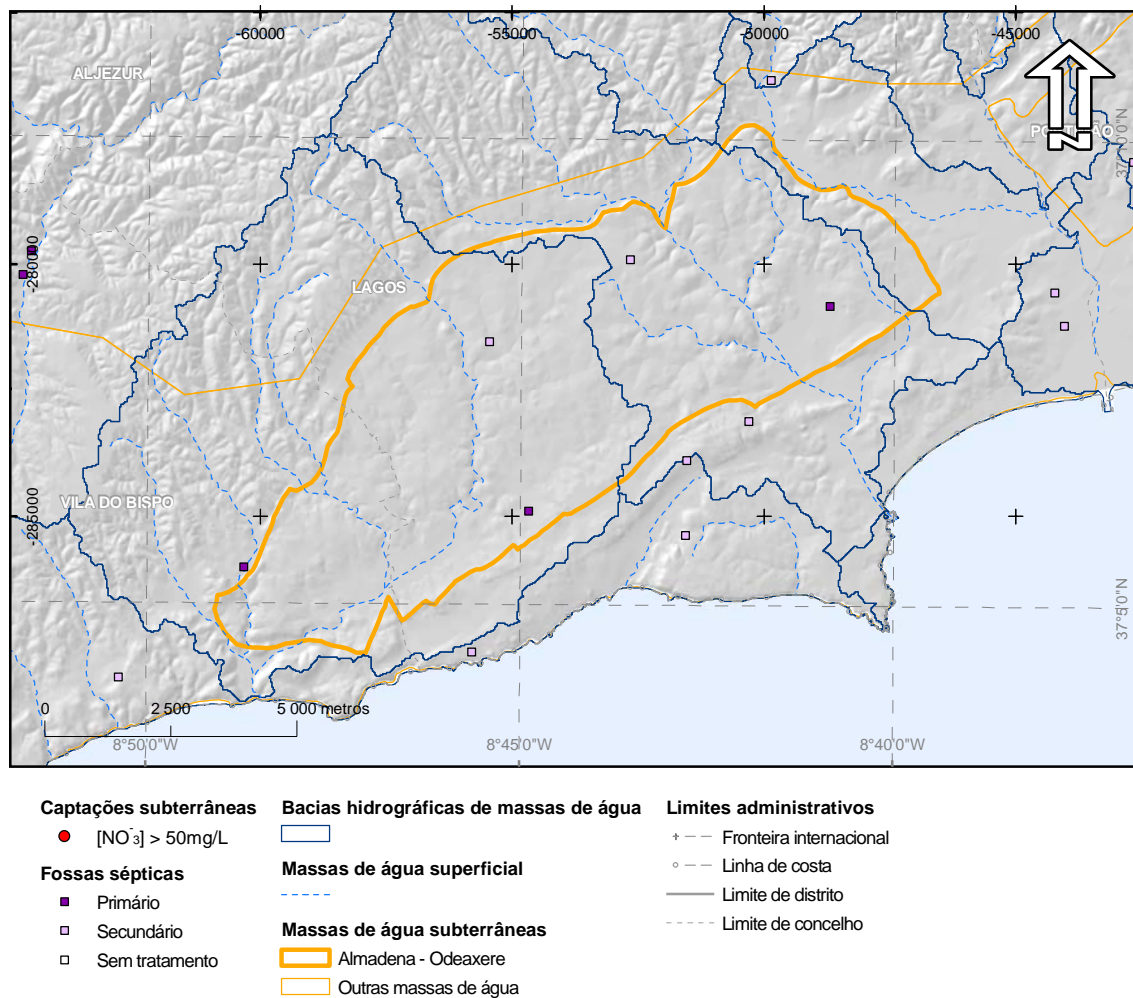 -60000
-55000
-50000
-45000
ALJEZUR
37°10'0"N
-280000
LAGOS
VILA DO BISPO
-285000
37°5'0"N
0
2 500
5 000 metros
8°50'0"W
8°45'0"W
8°40'0"W
N
Captações subterrâneas
[NO₃⁻] > 50mg/L
Fossas sépticas
Primário
Secundário
Sem tratamento
Bacias hidrográficas de massas de água
Massas de água superficial
Massas de água subterrâneas
Almadena - Odeaxere
Outras massas de água
Limites administrativos
Fronteira internacional
Linha de costa
Limite de distrito
Limite de concelho